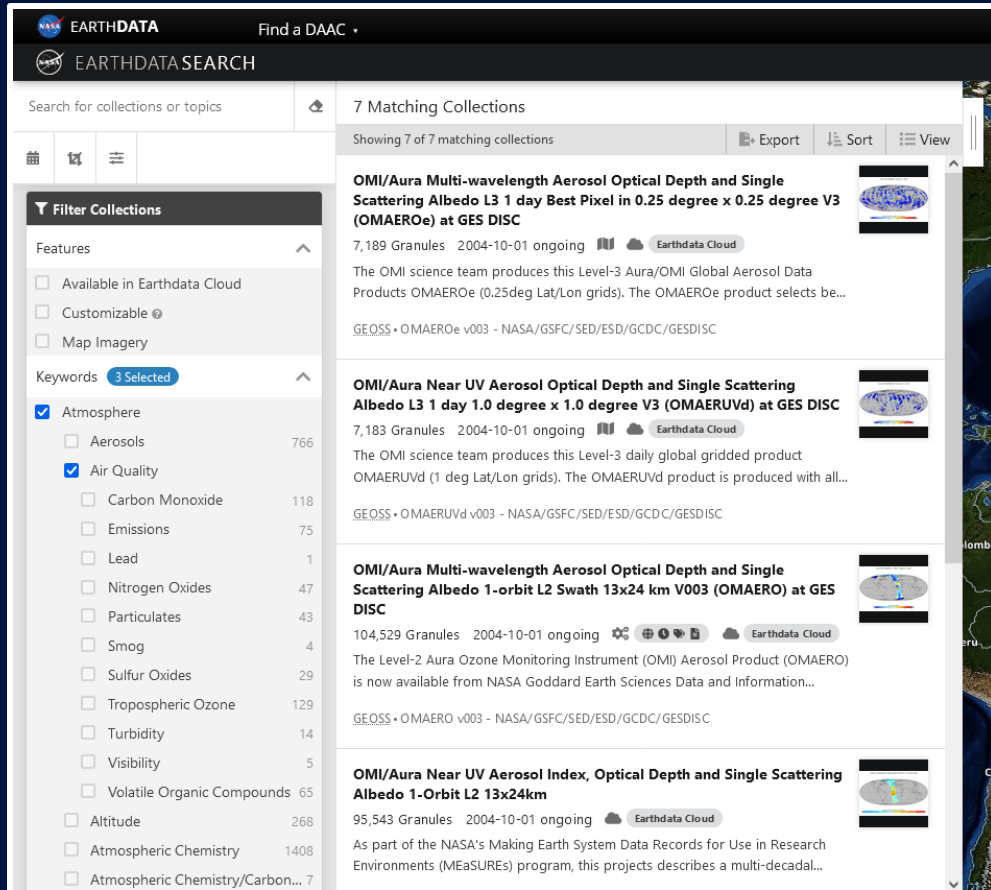 EARTHDATA
Find a DAAC
EARTHDATA SEARCH
Search for collections or topics
7 Matching Collections
Showing 7 of 7 matching collections
Export
Sort
View
Filter Collections
Features
Available in Earthdata Cloud
Customizable
Map Imagery
Keywords 3 Selected
Atmosphere
Aerosols 766
Air Quality
Carbon Monoxide 118
Emissions 75
Lead 1
Nitrogen Oxides 47
Particulates 43
Smog 4
Sulfur Oxides 29
Tropospheric Ozone 129
Turbidity 14
Visibility 5
Volatile Organic Compounds 65
Altitude 268
Atmospheric Chemistry 1408
Atmospheric Chemistry/Carbon... 7
OMI/Aura Multi-wavelength Aerosol Optical Depth and Single
Scattering Albedo L3 1 day Best Pixel in 0.25 degree x 0.25 degree V3
(OMAEROe) at GES DISC
7,189 Granules 2004-10-01 ongoing Earthdata Cloud
The OMI science team produces this Level-3 Aura/OMI Global Aerosol Data
Products OMAEROe (0.25deg Lat/Lon grids). The OMAEROe product selects be...
GEOSS • OMAEROe v003 - NASA/GSFC/SED/ESD/GCDC/GESDISC
OMI/Aura Near UV Aerosol Optical Depth and Single Scattering
Albedo L3 1 day 1.0 degree x 1.0 degree V3 (OMAERUVd) at GES DISC
7,183 Granules 2004-10-01 ongoing Earthdata Cloud
The OMI science team produces this Level-3 daily global gridded product
OMAERUVd (1 deg Lat/Lon grids). The OMAERUVd product is produced with all...
GEOSS • OMAERUVd v003 - NASA/GSFC/SED/ESD/GCDC/GESDISC
OMI/Aura Multi-wavelength Aerosol Optical Depth and Single
Scattering Albedo 1-orbit L2 Swath 13x24 km V003 (OMAERO) at GES
DISC
104,529 Granules 2004-10-01 ongoing Earthdata Cloud
The Level-2 Aura Ozone Monitoring Instrument (OMI) Aerosol Product (OMAERO)
is now available from NASA Goddard Earth Sciences Data and Information...
GEOSS • OMAERO v003 - NASA/GSFC/SED/ESD/GCDC/GESDISC
OMI/Aura Near UV Aerosol Index, Optical Depth and Single Scattering
Albedo 1-Orbit L2 13x24km
95,543 Granules 2004-10-01 ongoing Earthdata Cloud
As part of the NASA's Making Earth System Data Records for Use in Research
Environments (MEaSUREs) program, this projects describes a multi-decadal...